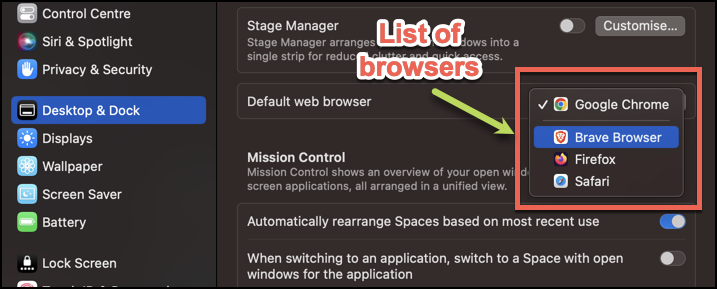 Control Centre
Siri & Spotlight
Privacy & Security
Desktop & Dock
Displays
Wallpaper
Screen Saver
Battery
Lock Screen
Stage Manager
Customise...
Stage Manager arranges
dows into a
single strip for reduc
clutter and quick access.
List of
browsers
Default web browser
Google Chrome
Brave Browser
Firefox
Safari
Mission Control
Mission Control shows an overview of your open
screen applications, all arranged in a unified view.
Automatically rearrange Spaces based on most recent use
When switching to an application, switch to a Space with open
windows for the application